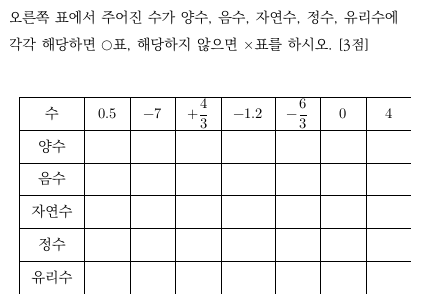 오른쪽 표에서 주어진 수가 양수, 음수, 자연수, 정수, 유리수에
각각 해당하면 ○표, 해당하지 않으면 ×표를 하시오. [3점]
수 0.5 −7 +4/3 −1.2 −6/3 0 4
양수
음수
자연수
정수
유리수